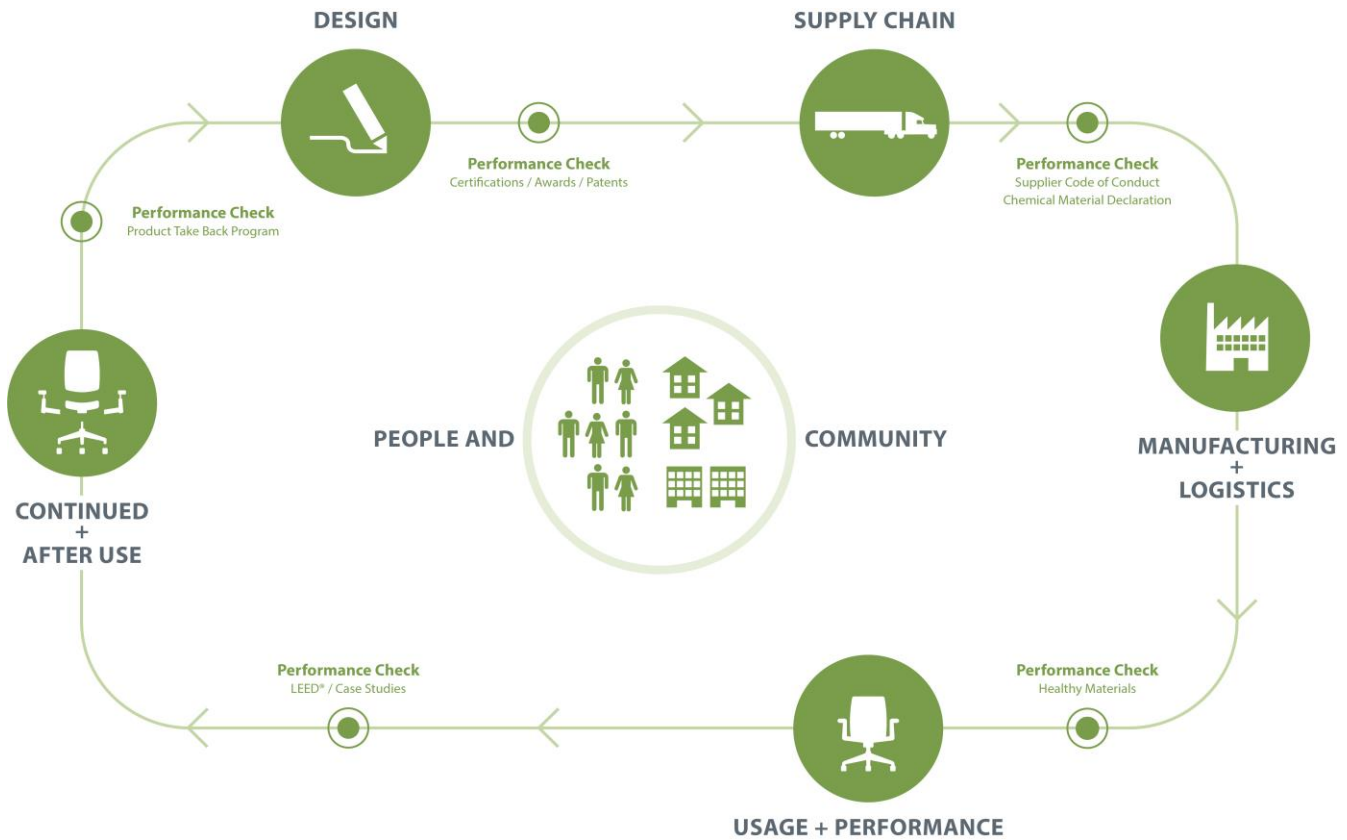 DESIGN
SUPPLY CHAIN
Performance Check
Certifications / Awards / Patents
Performance Check
Supplier Code of Conduct
Chemical Material Declaration
Performance Check
Product Take Back Program
PEOPLE AND
COMMUNITY
MANUFACTURING
+
LOGISTICS
CONTINUED
+
AFTER USE
Performance Check
LEED® / Case Studies
Performance Check
Healthy Materials
USAGE + PERFORMANCE